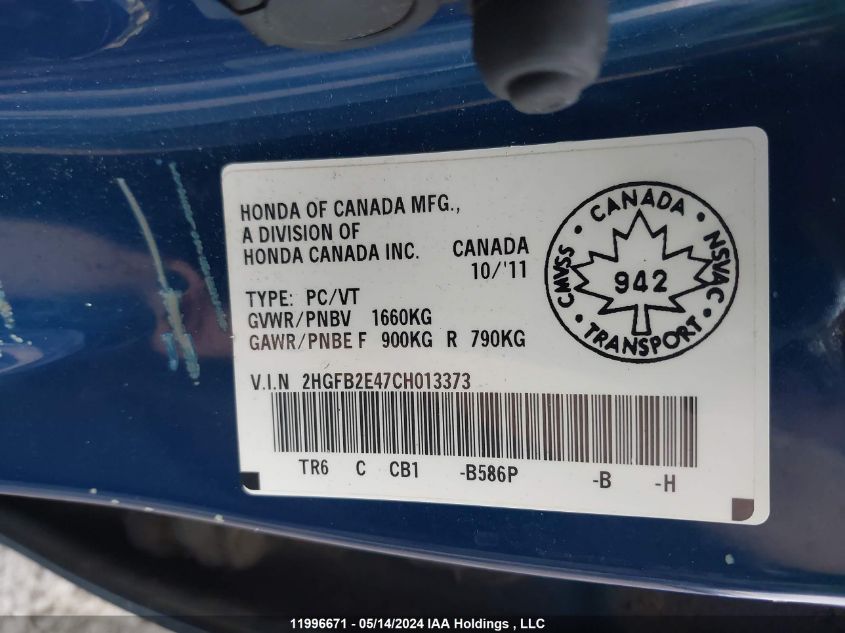 HONDA OF CANADA MFG.,
A DIVISION OF
HONDA CANADA INC. CANADA
10/'11
TYPE: PC/VT
GVWR/PNBV 1660KG
GAWR/PNBE F 900KG R 790KG
V.I.N 2HGFB2E47CH013373
TR6 C CB1 -B586P -B -H
• CANADA •
CMVSS 942 NSVAC
• TRANSPORT •
11996671 - 05/14/2024 IAA Holdings , LLC